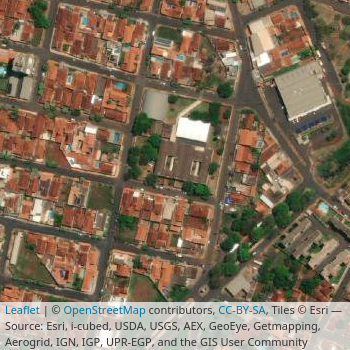 Leaflet | © OpenStreetMap contributors, CC-BY-SA, Tiles © Esri —
Source: Esri, i-cubed, USDA, USGS, AEX, GeoEye, Getmapping,
Aerogrid, IGN, IGP, UPR-EGP, and the GIS User Community